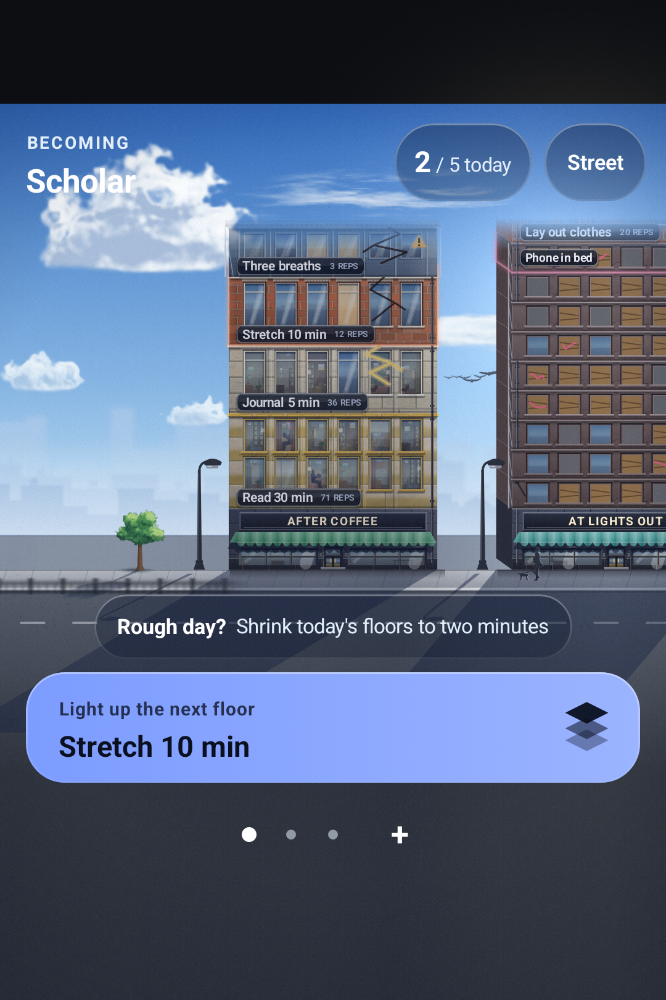 BECOMING
Scholar
2 / 5 today
Street
Three breaths 3 REPS
Stretch 10 min 12 REPS
Journal 5 min 36 REPS
Read 30 min 71 REPS
AFTER COFFEE
Lay out clothes 20 REPS
Phone in bed
AT LIGHTS OUT
Rough day? Shrink today's floors to two minutes
Light up the next floor
Stretch 10 min